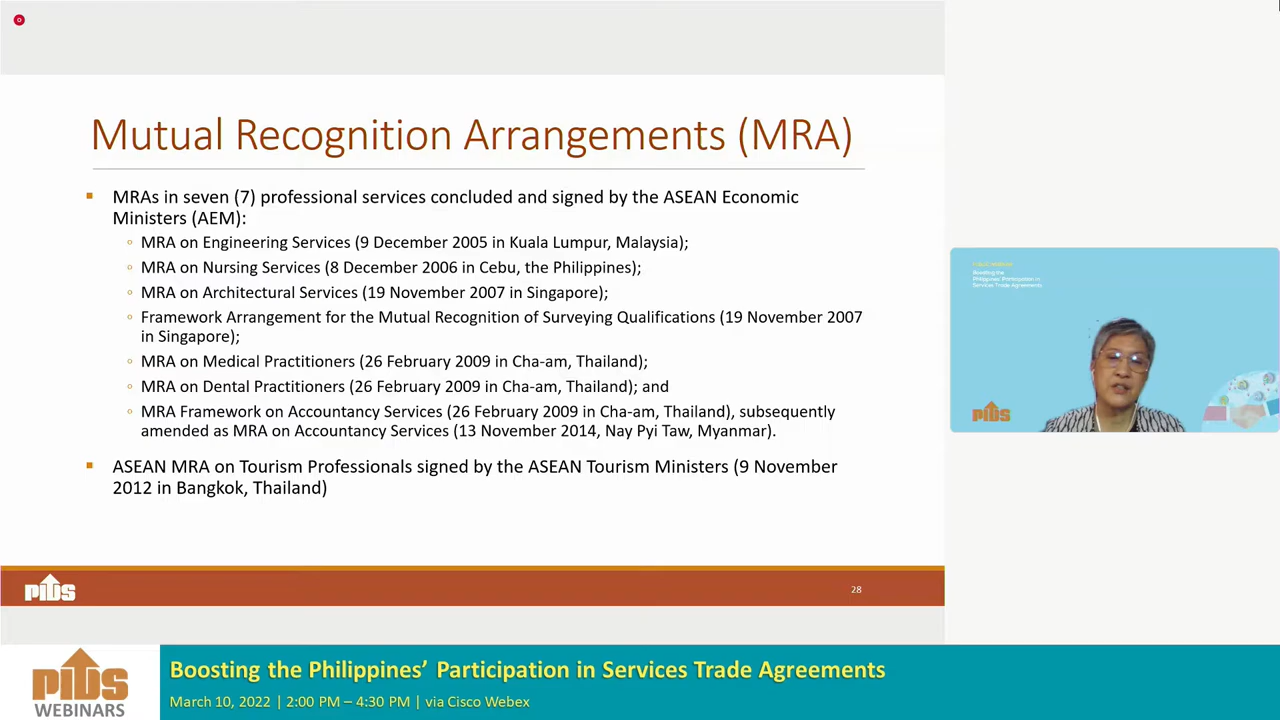 Mutual Recognition Arrangements (MRA)
▪ MRAs in seven (7) professional services concluded and signed by the ASEAN Economic
Ministers (AEM):
◦ MRA on Engineering Services (9 December 2005 in Kuala Lumpur, Malaysia);
◦ MRA on Nursing Services (8 December 2006 in Cebu, the Philippines);
◦ MRA on Architectural Services (19 November 2007 in Singapore);
◦ Framework Arrangement for the Mutual Recognition of Surveying Qualifications (19 November 2007
in Singapore);
◦ MRA on Medical Practitioners (26 February 2009 in Cha-am, Thailand);
◦ MRA on Dental Practitioners (26 February 2009 in Cha-am, Thailand); and
◦ MRA Framework on Accountancy Services (26 February 2009 in Cha-am, Thailand), subsequently
amended as MRA on Accountancy Services (13 November 2014, Nay Pyi Taw, Myanmar).
▪ ASEAN MRA on Tourism Professionals signed by the ASEAN Tourism Ministers (9 November
2012 in Bangkok, Thailand)
PIDS
28
Boosting the
Philippines' Participation in
Services Trade Agreements
PIDS
PIDS
WEBINARS
Boosting the Philippines' Participation in Services Trade Agreements
March 10, 2022 | 2:00 PM – 4:30 PM | via Cisco Webex